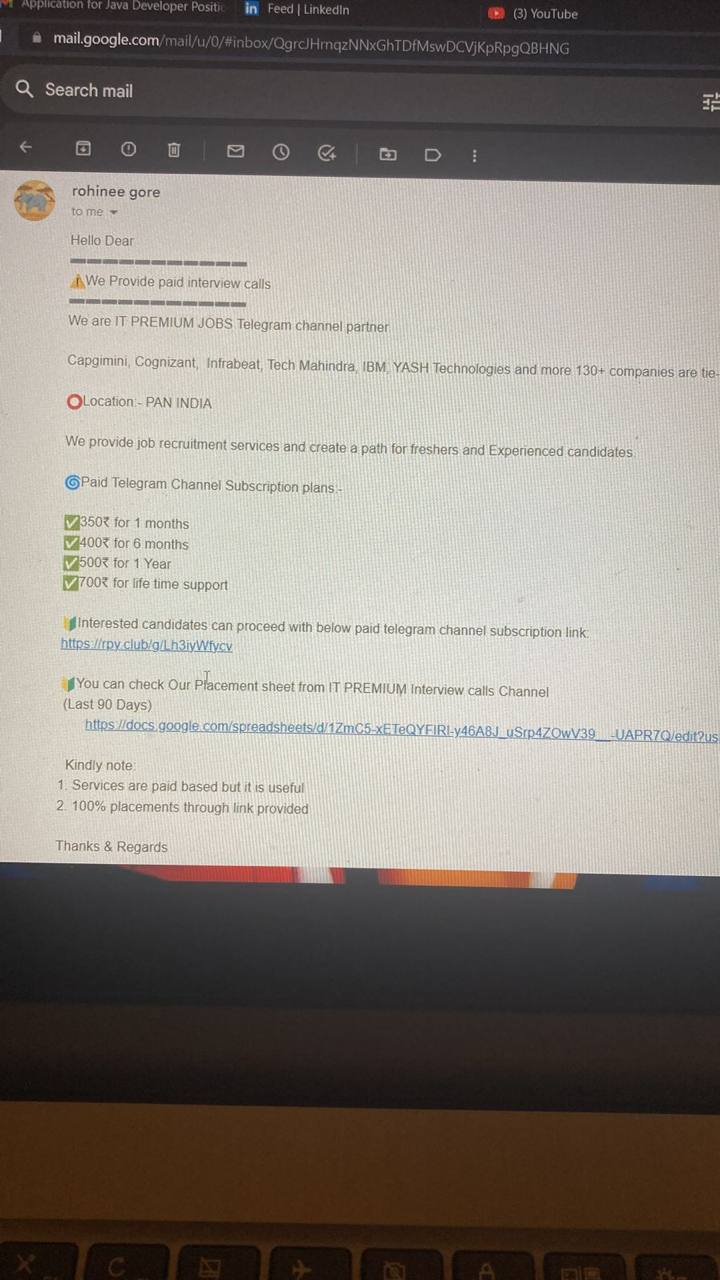 Application for Java Developer Positic
Feed | LinkedIn
(3) YouTube
mail.google.com/mail/u/0/#inbox/QgrcJHrnqzNNxGhTDfMswDCVjKpRpgQBHNG
Search mail
rohinee gore
to me
Hello Dear
We Provide paid interview calls
We are IT PREMIUM JOBS Telegram channel partner
Capgimini, Cognizant, Infrabeat, Tech Mahindra, IBM, YASH Technologies and more 130+ companies are tie-
⭕Location:- PAN INDIA
We provide job recruitment services and create a path for freshers and Experienced candidates.
🌀Paid Telegram Channel Subscription plans:-
✅350₹ for 1 months
✅400₹ for 6 months
✅500₹ for 1 Year
✅700₹ for life time support
🔰Interested candidates can proceed with below paid telegram channel subscription link:
https://rpy.club/g/Lh3iyWfycv
🔰You can check Our Placement sheet from IT PREMIUM Interview calls Channel
(Last 90 Days)
https://docs.google.com/spreadsheets/d/1ZmC5-xETeQYFIRI-y46A8J_uSrp4ZOwV39__-UAPR7Q/edit?us
Kindly note:
1. Services are paid based but it is useful
2. 100% placements through link provided
Thanks & Regards
X
C
A